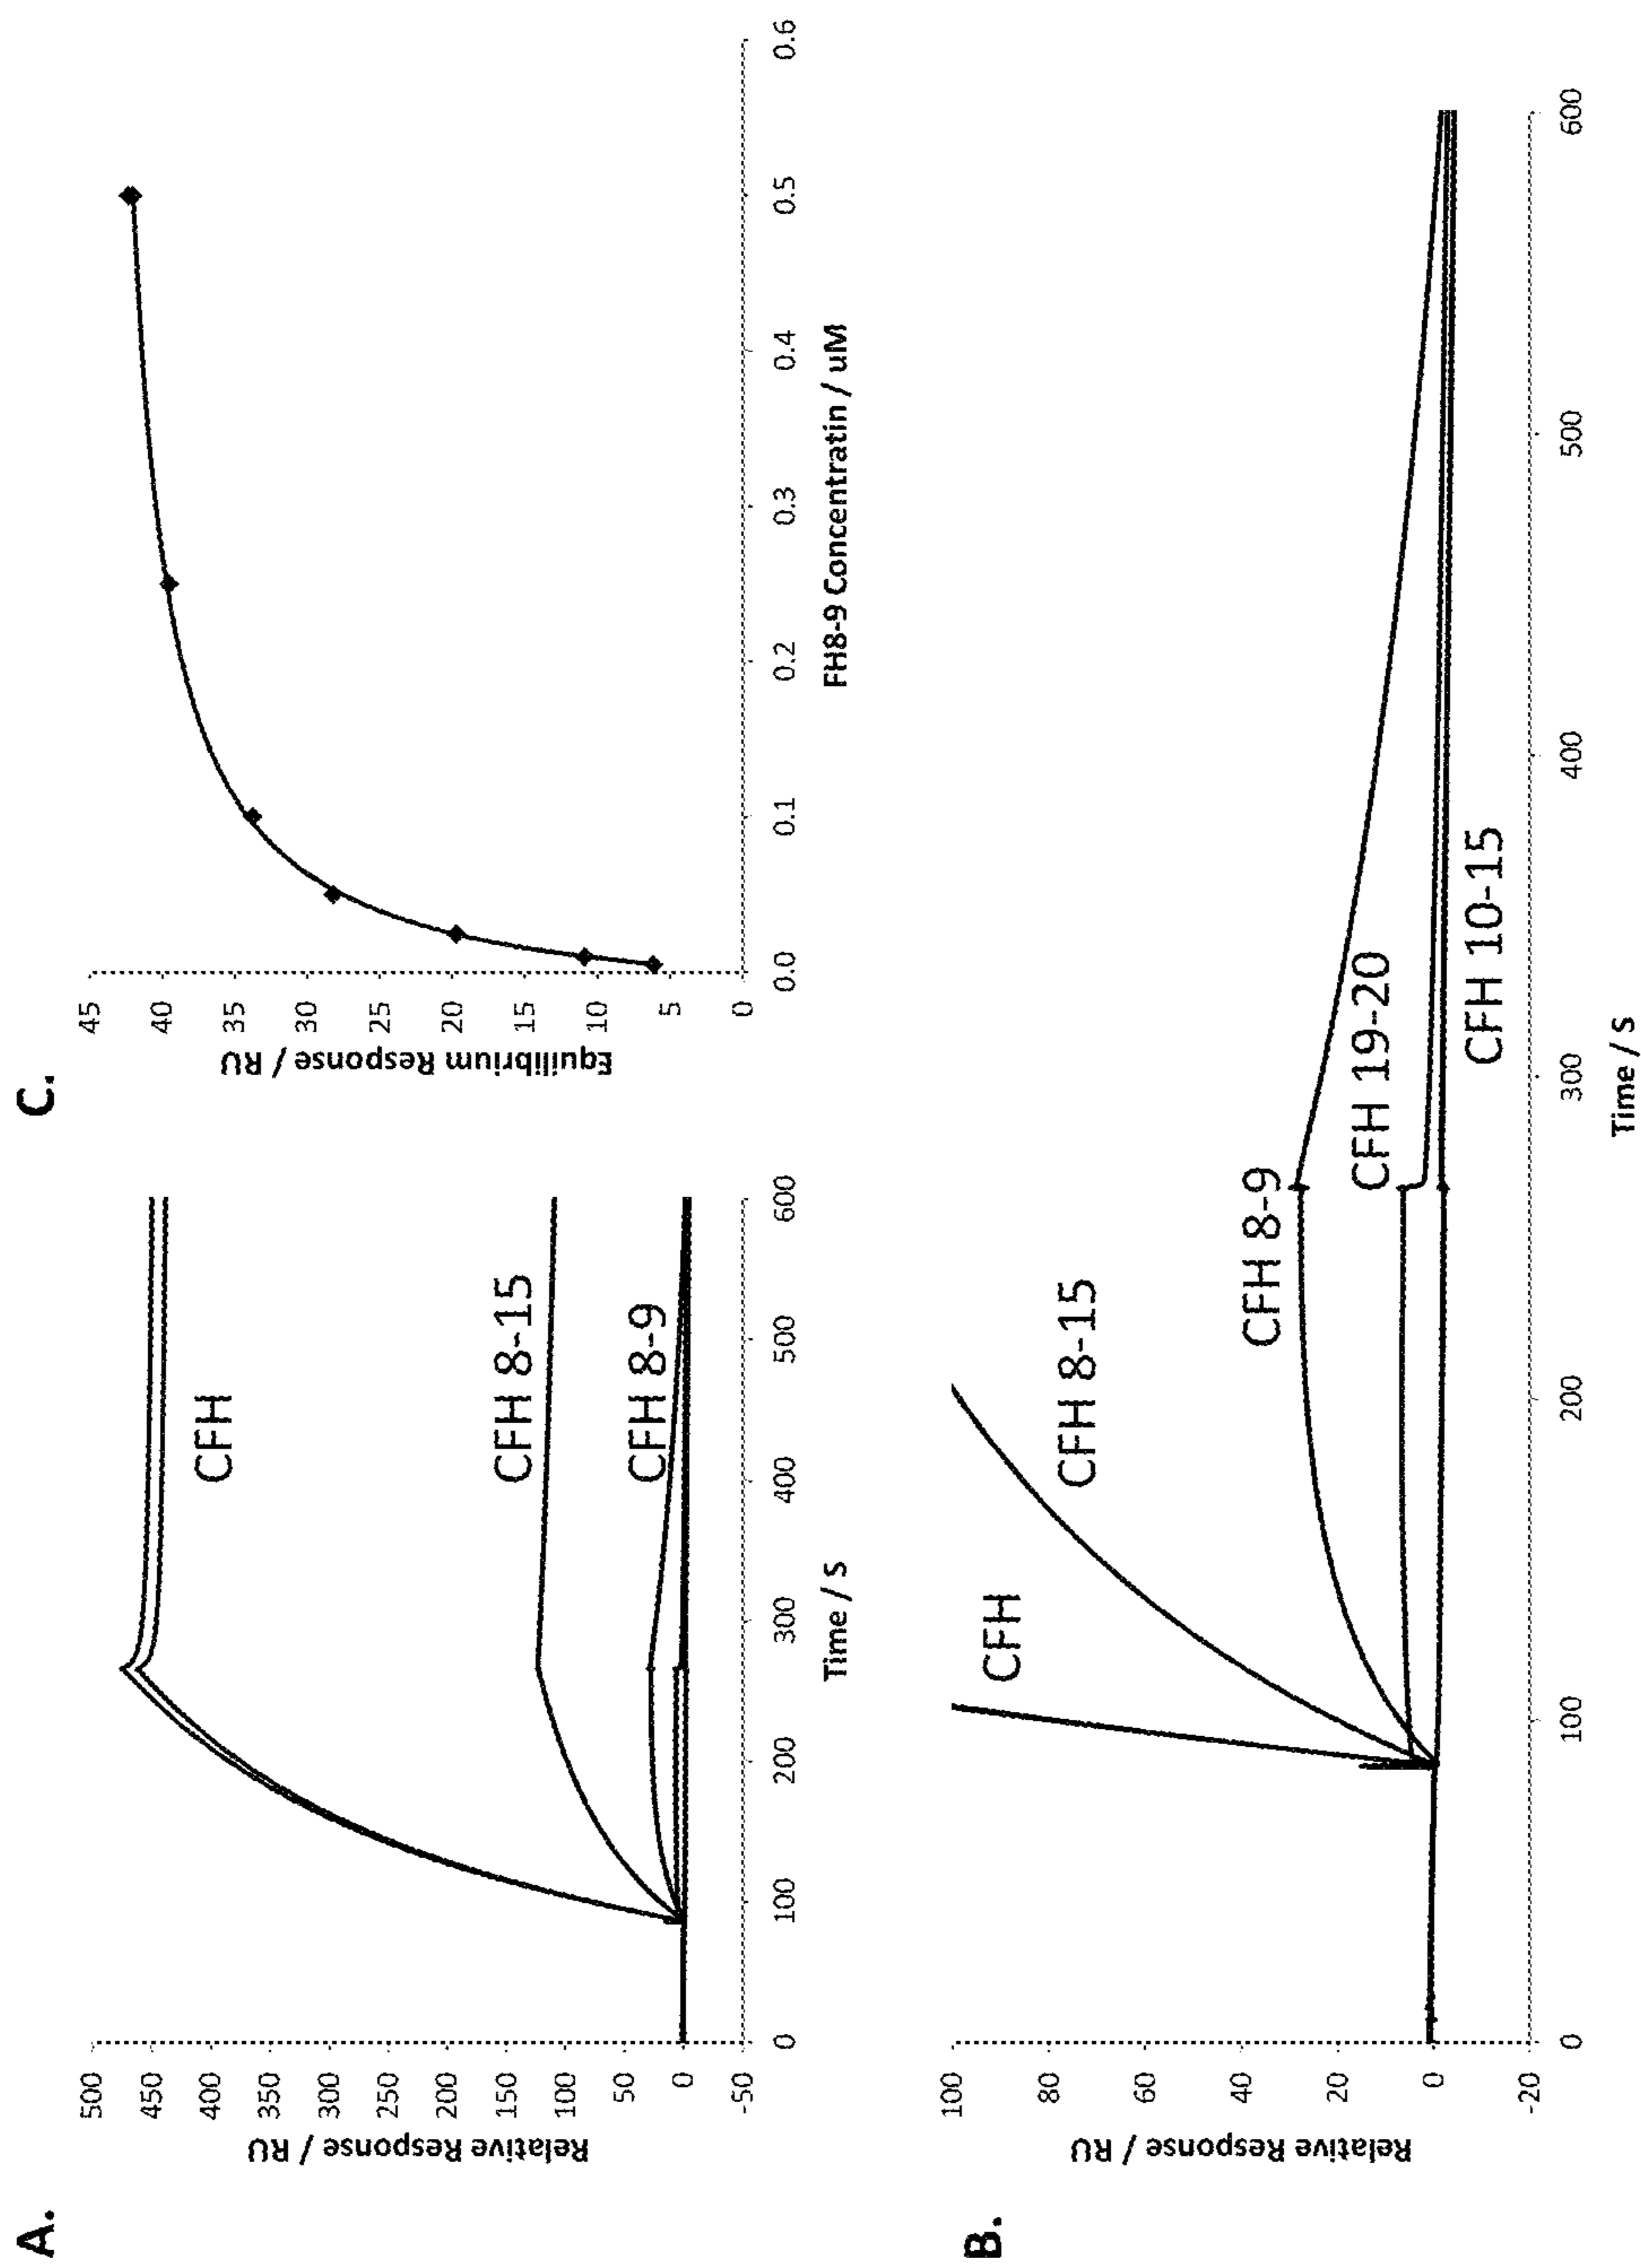 A.
Relative Response / RU
500
450
400
350
300
250
200
150
100
50
0
-50
CFH
CFH 8-15
CFH 8-9
0 100 200 300 400 500 600
Time / s
C.
Equilibrium Response / RU
45
40
35
30
25
20
15
10
5
0
0.0 0.1 0.2 0.3 0.4 0.5 0.6
FH8-9 Concentratin / uM
B.
Relative Response / RU
100
80
60
40
20
0
-20
CFH
CFH 8-15
CFH 8-9
CFH 19-20
CFH 10-15
0 100 200 300 400 500 600
Time / s